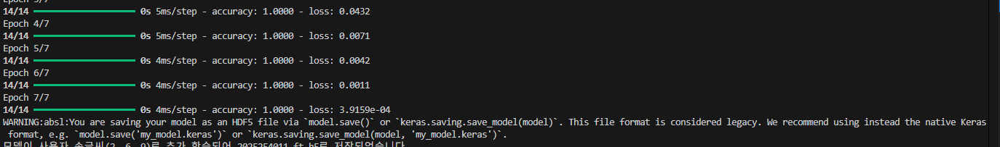 Epoch 3/7
14/14 ━━━━━━━━━━━━━━━━━━━━ 0s 5ms/step - accuracy: 1.0000 - loss: 0.0432
Epoch 4/7
14/14 ━━━━━━━━━━━━━━━━━━━━ 0s 5ms/step - accuracy: 1.0000 - loss: 0.0071
Epoch 5/7
14/14 ━━━━━━━━━━━━━━━━━━━━ 0s 4ms/step - accuracy: 1.0000 - loss: 0.0042
Epoch 6/7
14/14 ━━━━━━━━━━━━━━━━━━━━ 0s 4ms/step - accuracy: 1.0000 - loss: 0.0011
Epoch 7/7
14/14 ━━━━━━━━━━━━━━━━━━━━ 0s 4ms/step - accuracy: 1.0000 - loss: 3.9159e-04
WARNING:absl:You are saving your model as an HDF5 file via `model.save()` or `keras.saving.save_model(model)`. This file format is considered legacy. We recommend using instead the native Keras
format, e.g. `model.save('my_model.keras')` or `keras.saving.save_model(model, 'my_model.keras')`.
모델이 사용자 손글씨(2, 6, 9)로 추가 학습되어 2025254011_ft.h5로 저장되었습니다